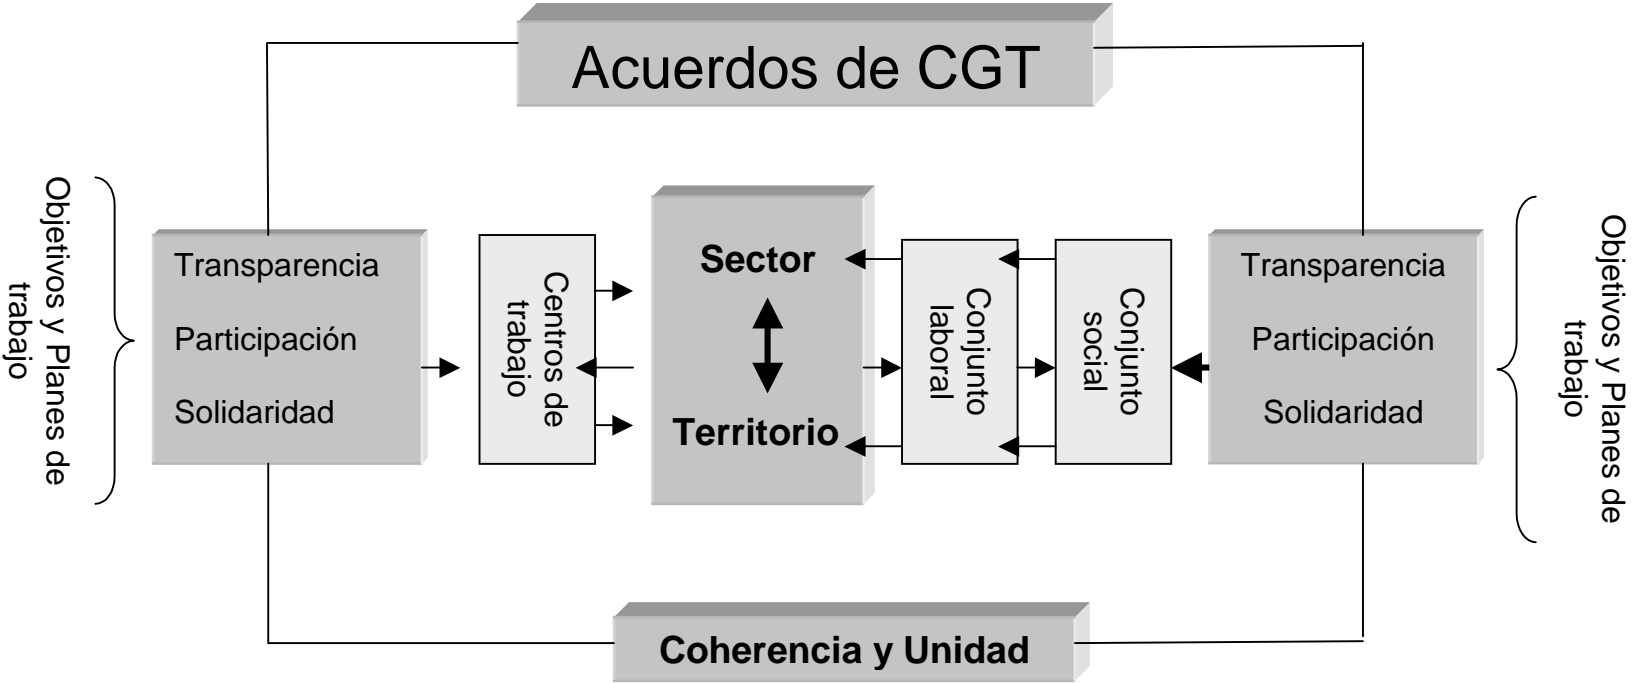 Acuerdos de CGT
Objetivos y Planes de
trabajo
Transparencia
Participación
Solidaridad
Centros de
trabajo
Sector
Territorio
Conjunto
laboral
Conjunto
social
Transparencia
Participación
Solidaridad
Objetivos y Planes de
trabajo
Coherencia y Unidad